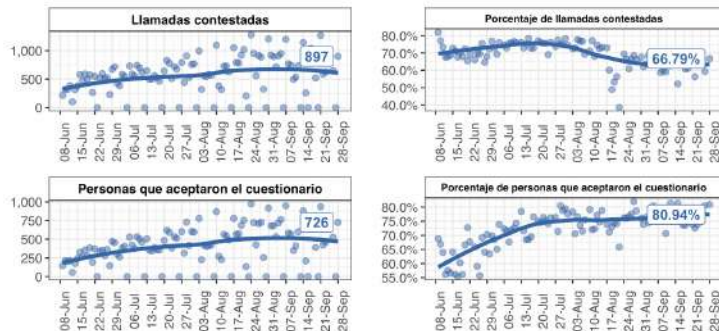 Llamadas contestadas
1,000
500
0
897
08-Jun
15-Jun
22-Jun
29-Jun
06-Jul
13-Jul
20-Jul
27-Jul
03-Aug
10-Aug
17-Aug
24-Aug
31-Aug
07-Sep
14-Sep
21-Sep
28-Sep
Porcentaje de llamadas contestadas
80.0%
70.0%
60.0%
50.0%
40.0%
66.79%
08-Jun
15-Jun
22-Jun
29-Jun
06-Jul
13-Jul
20-Jul
27-Jul
03-Aug
10-Aug
17-Aug
24-Aug
31-Aug
07-Sep
14-Sep
21-Sep
28-Sep
Personas que aceptaron el cuestionario
1,000
750
500
250
0
726
08-Jun
15-Jun
22-Jun
29-Jun
06-Jul
13-Jul
20-Jul
27-Jul
03-Aug
10-Aug
17-Aug
24-Aug
31-Aug
07-Sep
14-Sep
21-Sep
28-Sep
Porcentaje de personas que aceptaron el cuestionario
80.0%
75.0%
70.0%
65.0%
60.0%
55.0%
80.94%
08-Jun
15-Jun
22-Jun
29-Jun
06-Jul
13-Jul
20-Jul
27-Jul
03-Aug
10-Aug
17-Aug
24-Aug
31-Aug
07-Sep
14-Sep
21-Sep
28-Sep